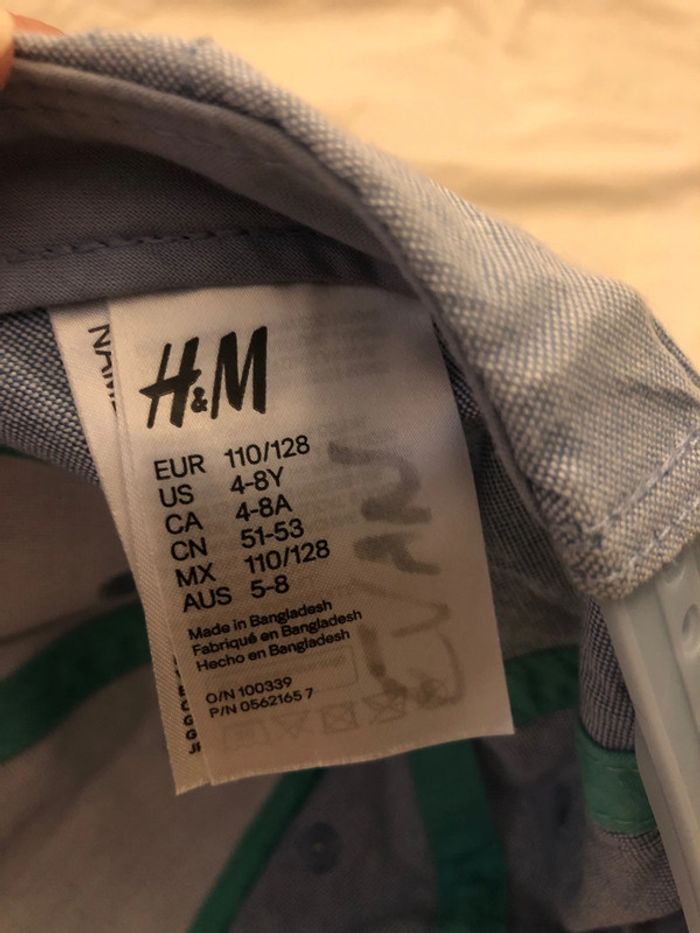 H&M
EUR 110/128
US 4-8Y
CA 4-8A
CN 51-53
MX 110/128
AUS 5-8
Made in Bangladesh
Fabriqué en Bangladesh
Hecho en Bangladesh
O/N 100339
P/N 0562165 7
EVAN